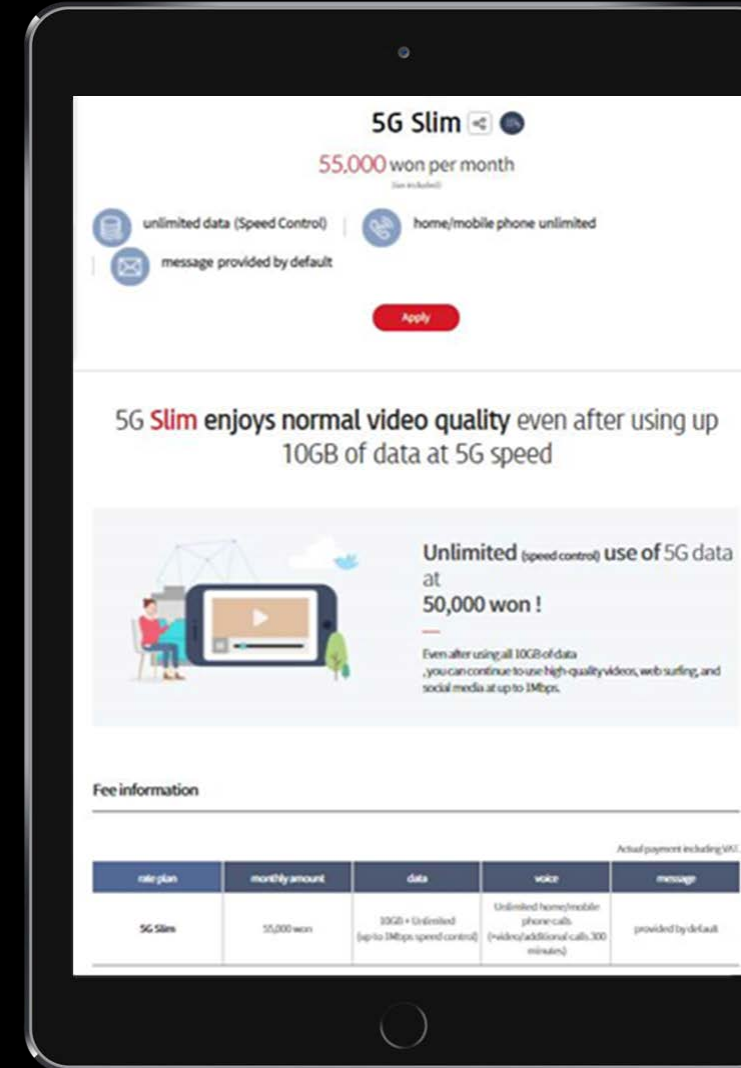 5G Slim
55,000 won per month
(tax included)
unlimited data (Speed Control)
home/mobile phone unlimited
message provided by default
Apply
5G Slim enjoys normal video quality even after using up
10GB of data at 5G speed
Unlimited (speed control) use of 5G data
at
50,000 won !
Even after using all 10GB of data
, you can continue to use high-quality videos, web surfing, and
social media at up to 1Mbps.
Fee information
Actual payment including VAT.
rate plan monthly amount data voice message
5G Slim 55,000 won 10GB + Unlimited (up to 1Mbps speed control) Unlimited home/mobile phone calls (+video/additional calls 300 minutes) provided by default